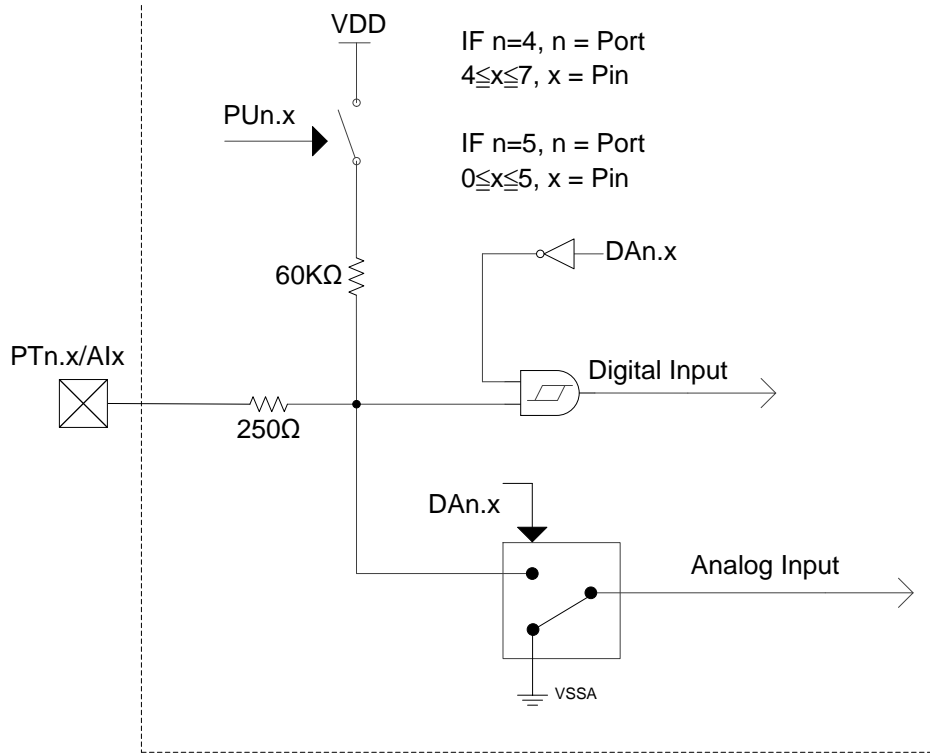 VDD
IF n=4, n = Port
4≦x≦7, x = Pin
PUn.x
IF n=5, n = Port
0≦x≦5, x = Pin
DAn.x
60KΩ
PTn.x/AIx
Digital Input
250Ω
DAn.x
Analog Input
VSSA